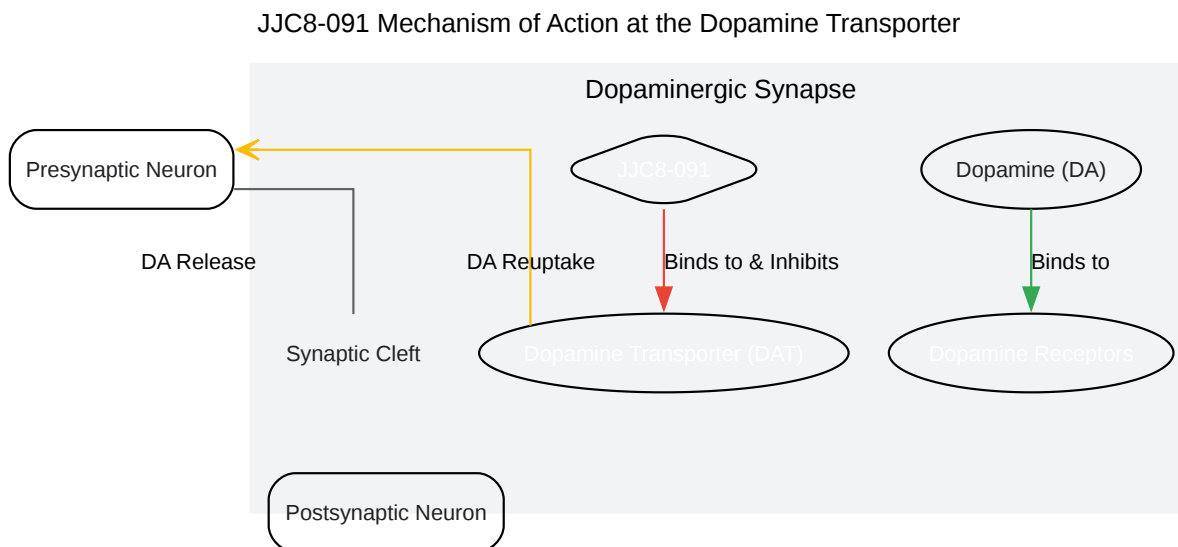 JJC8-091 Mechanism of Action at the Dopamine Transporter
Dopaminergic Synapse
Presynaptic Neuron
JJC8-091
Dopamine (DA)
DA Release
DA Reuptake
Binds to & Inhibits
Binds to
Synaptic Cleft
Dopamine Transporter (DAT)
Dopamine Receptors
Postsynaptic Neuron